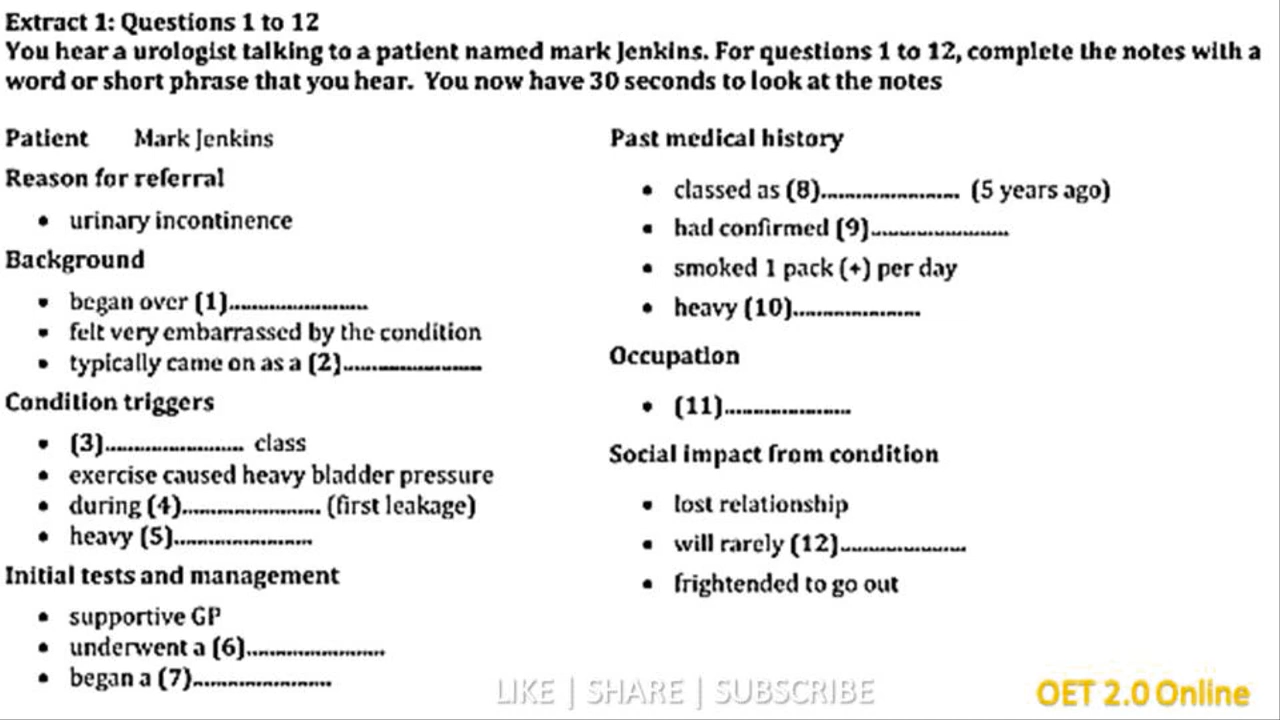 Extract 1: Questions 1 to 12
You hear a urologist talking to a patient named mark Jenkins. For questions 1 to 12, complete the notes with a
word or short phrase that you hear. You now have 30 seconds to look at the notes
Patient Mark Jenkins
Reason for referral
• urinary incontinence
Background
• began over (1)........................
• felt very embarrassed by the condition
• typically came on as a (2)........................
Condition triggers
• (3)........................ class
• exercise caused heavy bladder pressure
• during (4)........................ (first leakage)
• heavy (5)........................
Initial tests and management
• supportive GP
• underwent a (6)........................
• began a (7)........................
Past medical history
• classed as (8)........................ (5 years ago)
• had confirmed (9)........................
• smoked 1 pack (+) per day
• heavy (10)......................
Occupation
• (11)......................
Social impact from condition
• lost relationship
• will rarely (12)......................
• frightended to go out
LIKE | SHARE | SUBSCRIBE
OET 2.0 Online